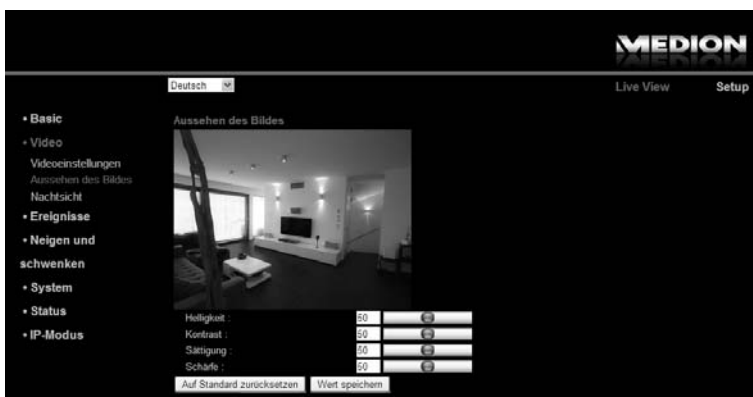 MEDION
Deutsch
Live View Setup
• Basic
• Video
Videoeinstellungen
Aussehen des Bildes
Nachtsicht
• Ereignisse
• Neigen und
schwenken
• System
• Status
• IP-Modus
Aussehen des Bildes
Helligkeit : 50
Kontrast : 50
Sättigung : 50
Schärfe : 50
Auf Standard zurücksetzen Wert speichern